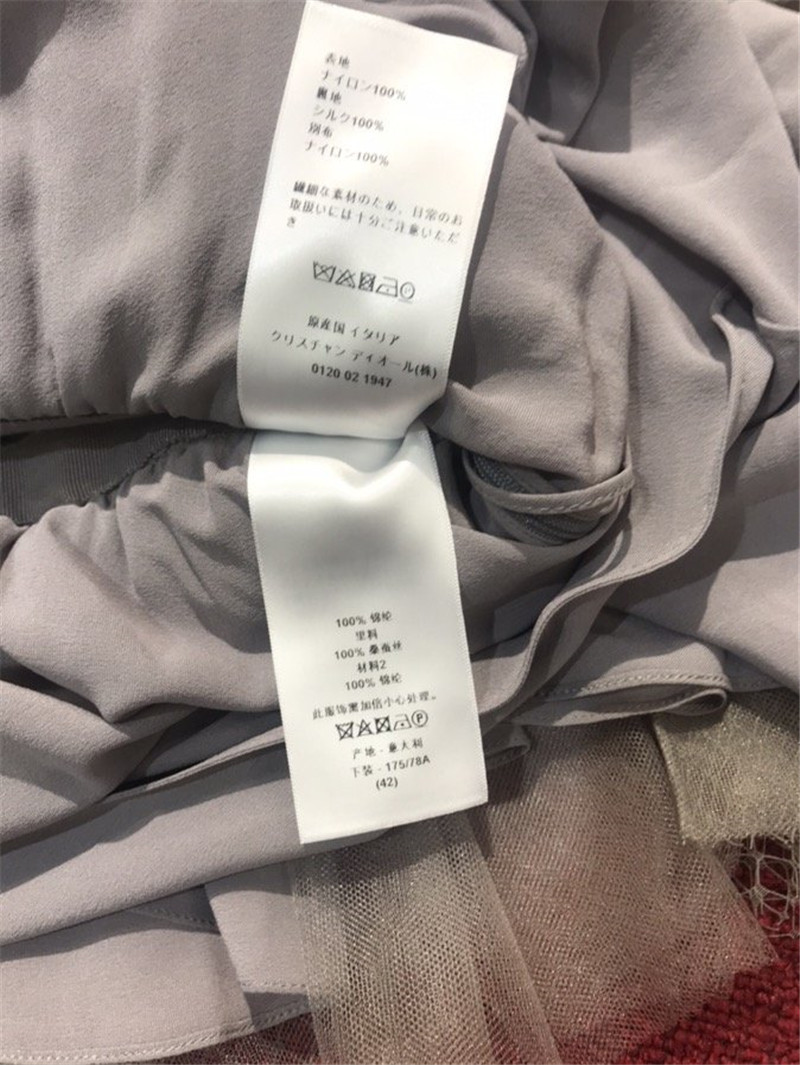 表地
ナイロン100%
裏地
シルク100%
別布
ナイロン100%
繊細な素材のため、日常のお
取扱いには十分ご注意いただ
き
原産国 イタリア
クリスチャン ディオール(株)
0120 02 1947
100% 锦纶
里料
100% 桑蚕丝
材料2
100% 锦纶
此服饰需加倍小心处理。
产地 - 意大利
下装 - 175/78A
(42)